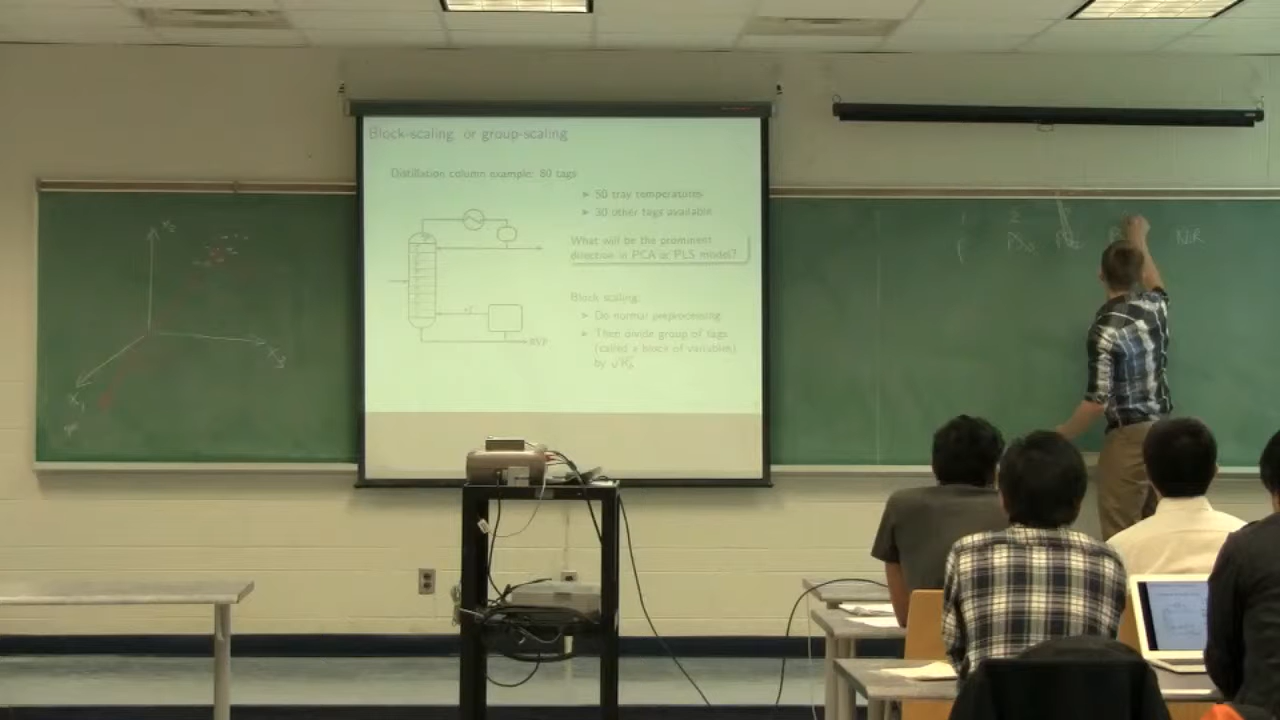 Block-scaling, or group-scaling
Distillation column example: 80 tags
► 50 tray temperatures
► 30 other tags available
What will be the prominent
direction in PCA or PLS model?
Block scaling:
► Do normal preprocessing
► Then divide group of tags
(called a block of variables)
by
RVP
x₂